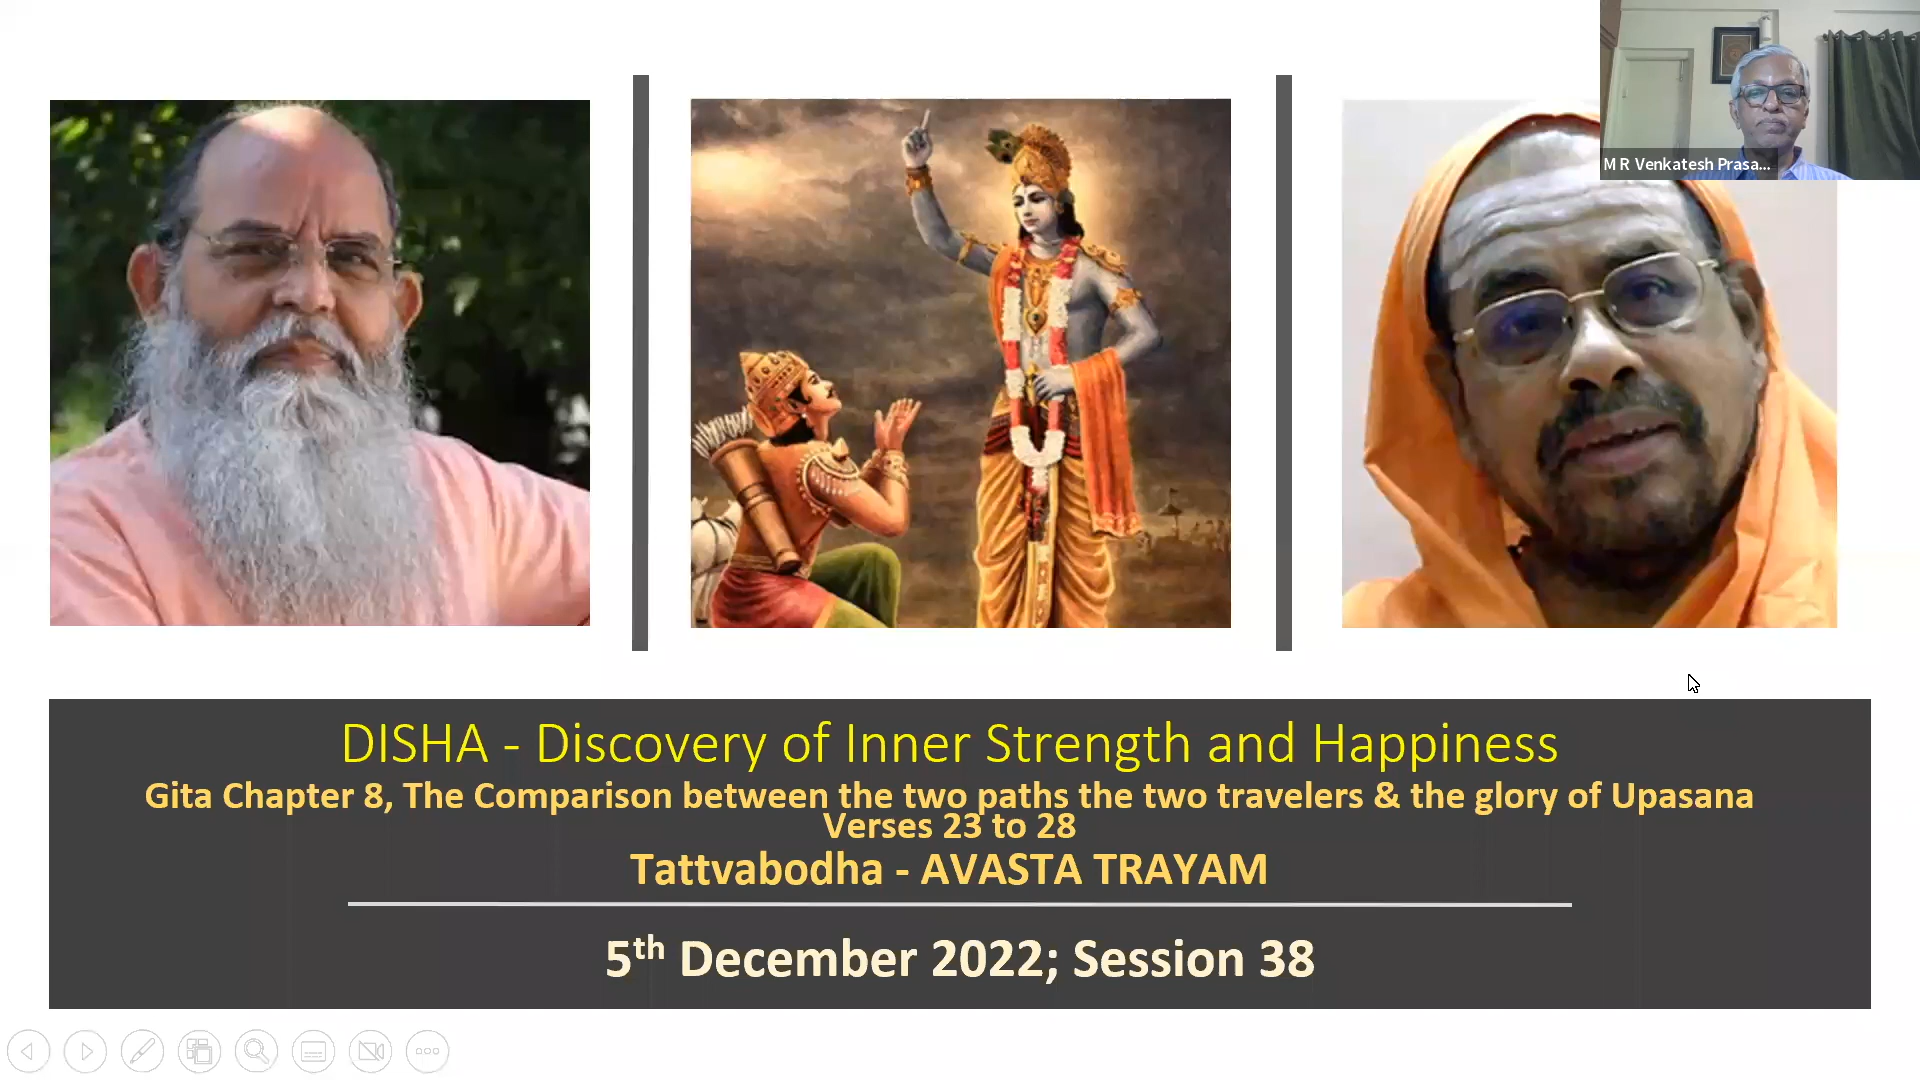 M R Venkatesh Prasa...
DISHA - Discovery of Inner Strength and Happiness
Gita Chapter 8, The Comparison between the two paths the two travelers & the glory of Upasana
Verses 23 to 28
Tattvabodha - AVASTA TRAYAM
5th December 2022; Session 38